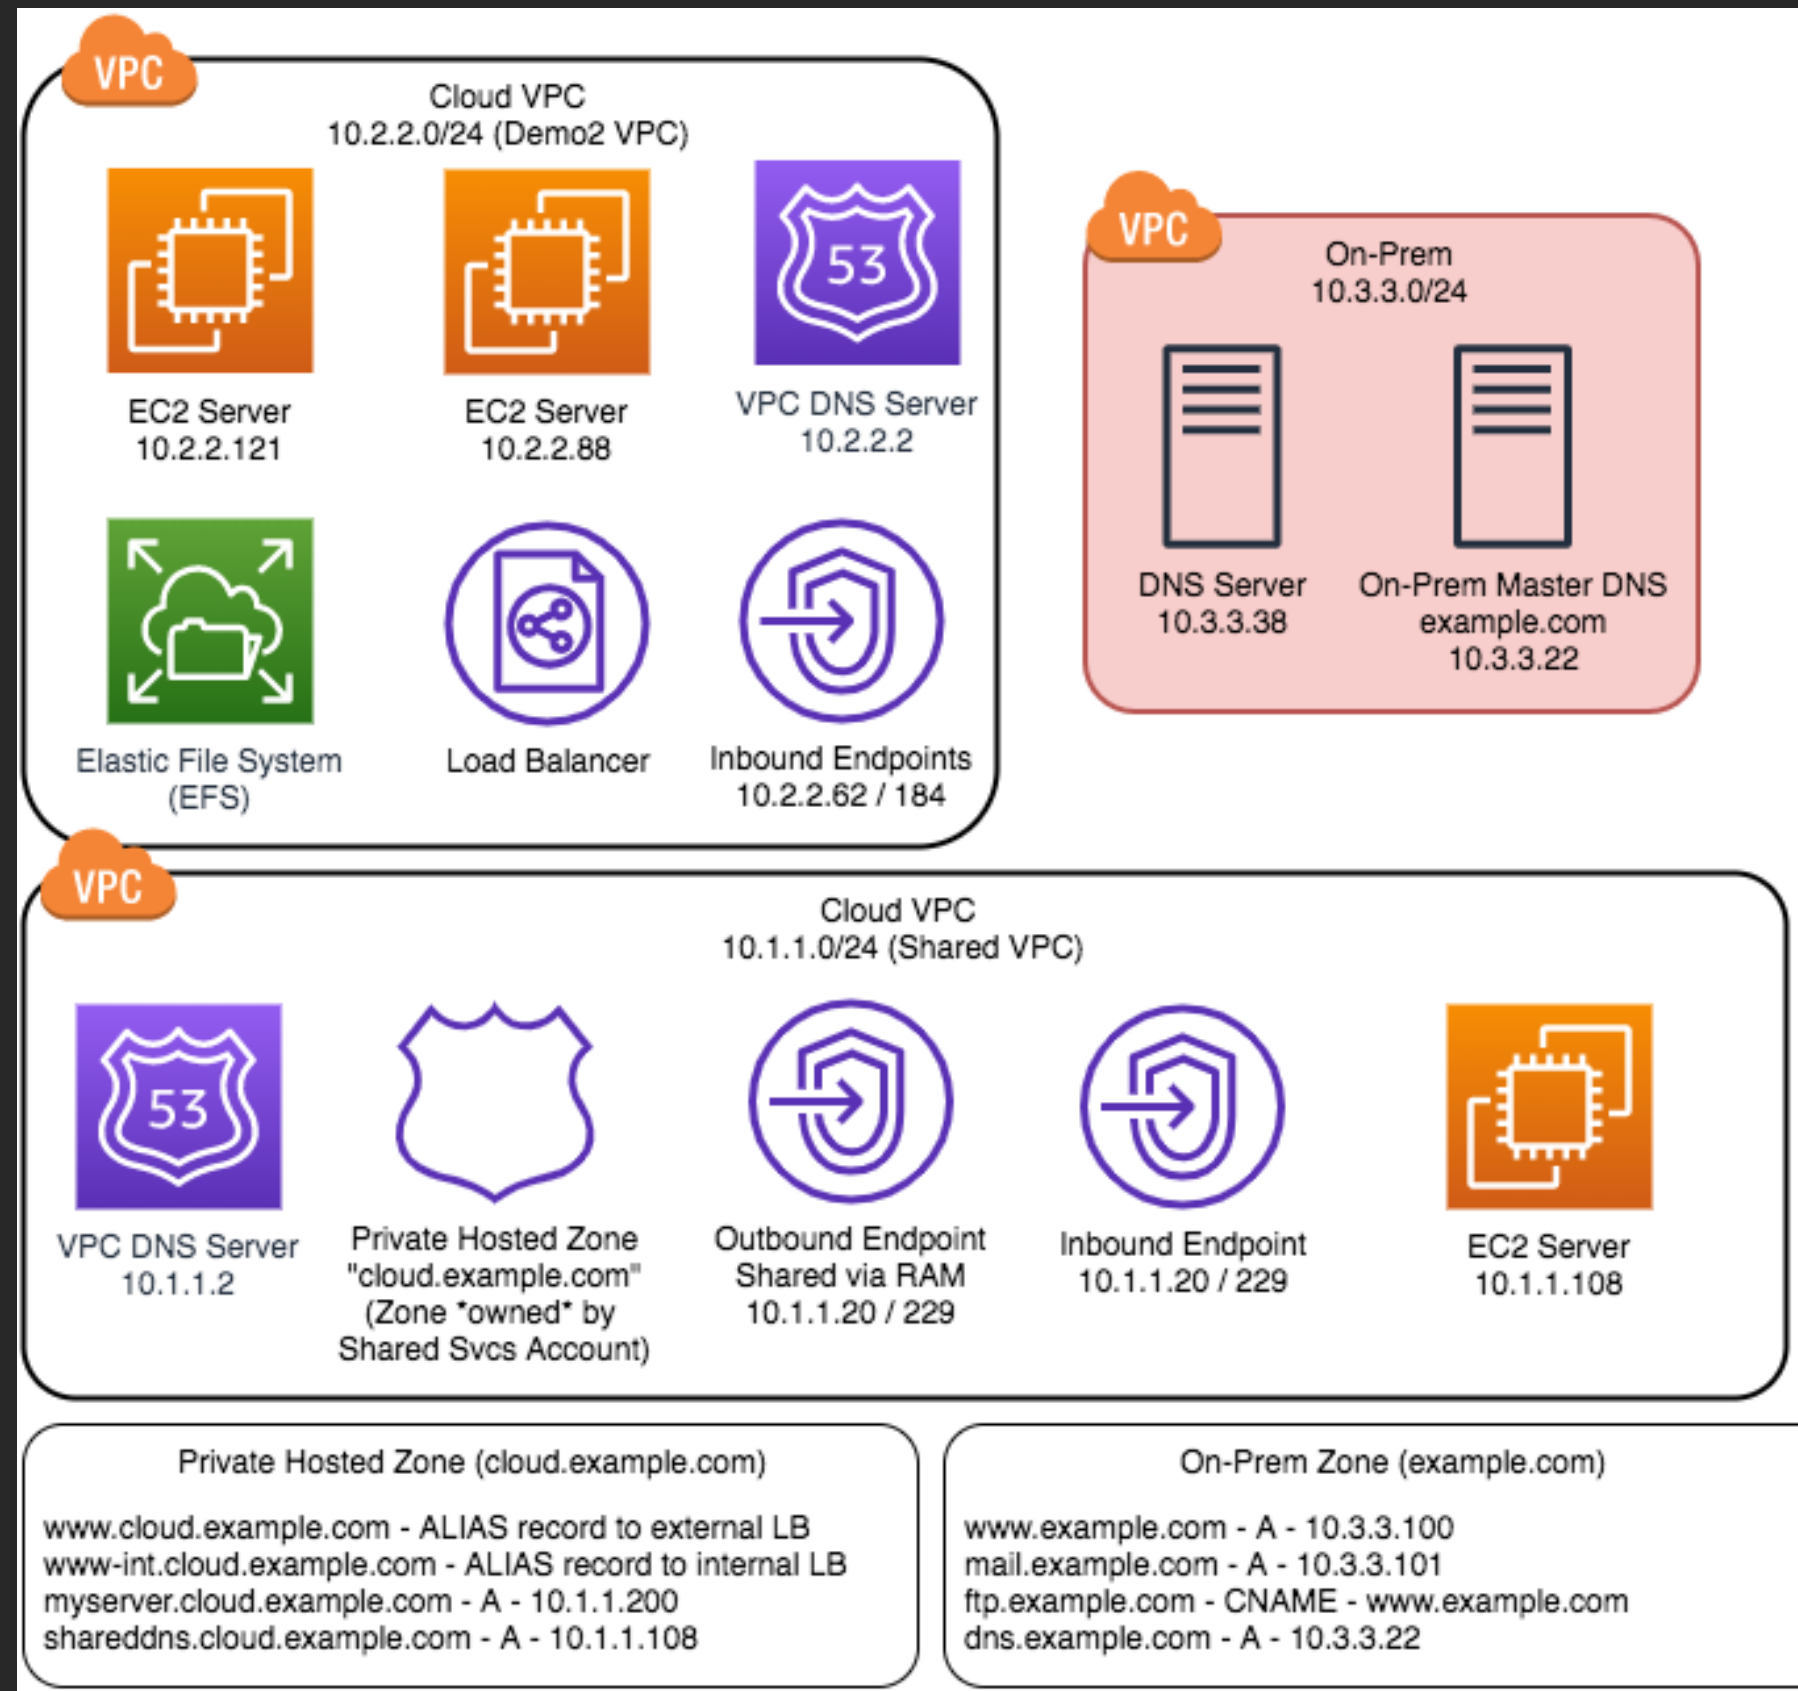 VPC
Cloud VPC
10.2.2.0/24 (Demo2 VPC)
53
EC2 Server
10.2.2.121
EC2 Server
10.2.2.88
VPC DNS Server
10.2.2.2
Elastic File System
(EFS)
Load Balancer
Inbound Endpoints
10.2.2.62 / 184
VPC
On-Prem
10.3.3.0/24
DNS Server
10.3.3.38
On-Prem Master DNS
example.com
10.3.3.22
VPC
Cloud VPC
10.1.1.0/24 (Shared VPC)
53
VPC DNS Server
10.1.1.2
Private Hosted Zone
"cloud.example.com"
(Zone *owned* by
Shared Svcs Account)
Outbound Endpoint
Shared via RAM
10.1.1.20 / 229
Inbound Endpoint
10.1.1.20 / 229
EC2 Server
10.1.1.108
Private Hosted Zone (cloud.example.com)
www.cloud.example.com - ALIAS record to external LB
www-int.cloud.example.com - ALIAS record to internal LB
myserver.cloud.example.com - A - 10.1.1.200
shareddns.cloud.example.com - A - 10.1.1.108
On-Prem Zone (example.com)
www.example.com - A - 10.3.3.100
mail.example.com - A - 10.3.3.101
ftp.example.com - CNAME - www.example.com
dns.example.com - A - 10.3.3.22